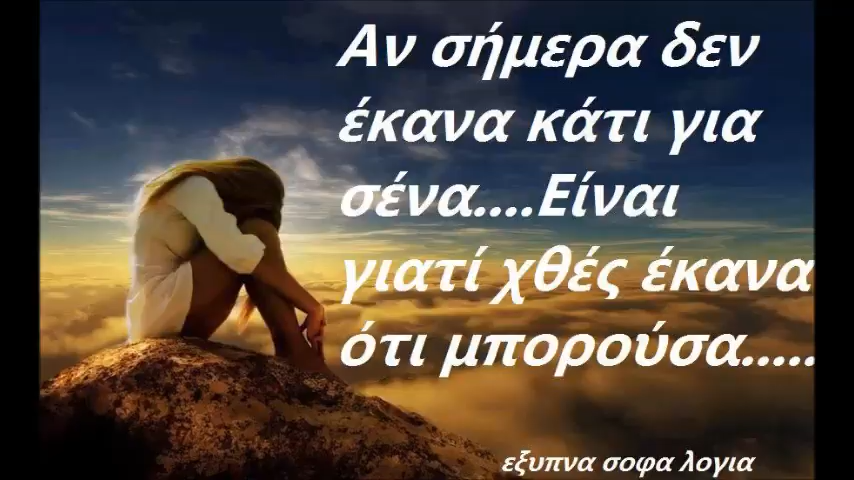 Αν σήμερα δεν
έκανα κάτι για
σένα....Είναι
γιατί χθές έκανα
ότι μπορούσα.....
εξυπνα σοφα λογια